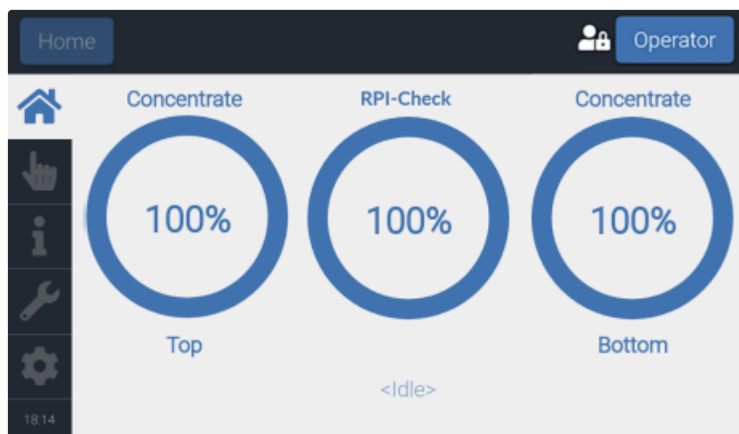 Home
Operator
Concentrate
RPI-Check
Concentrate
100%
100%
100%
Top
Bottom
<Idle>
18:14